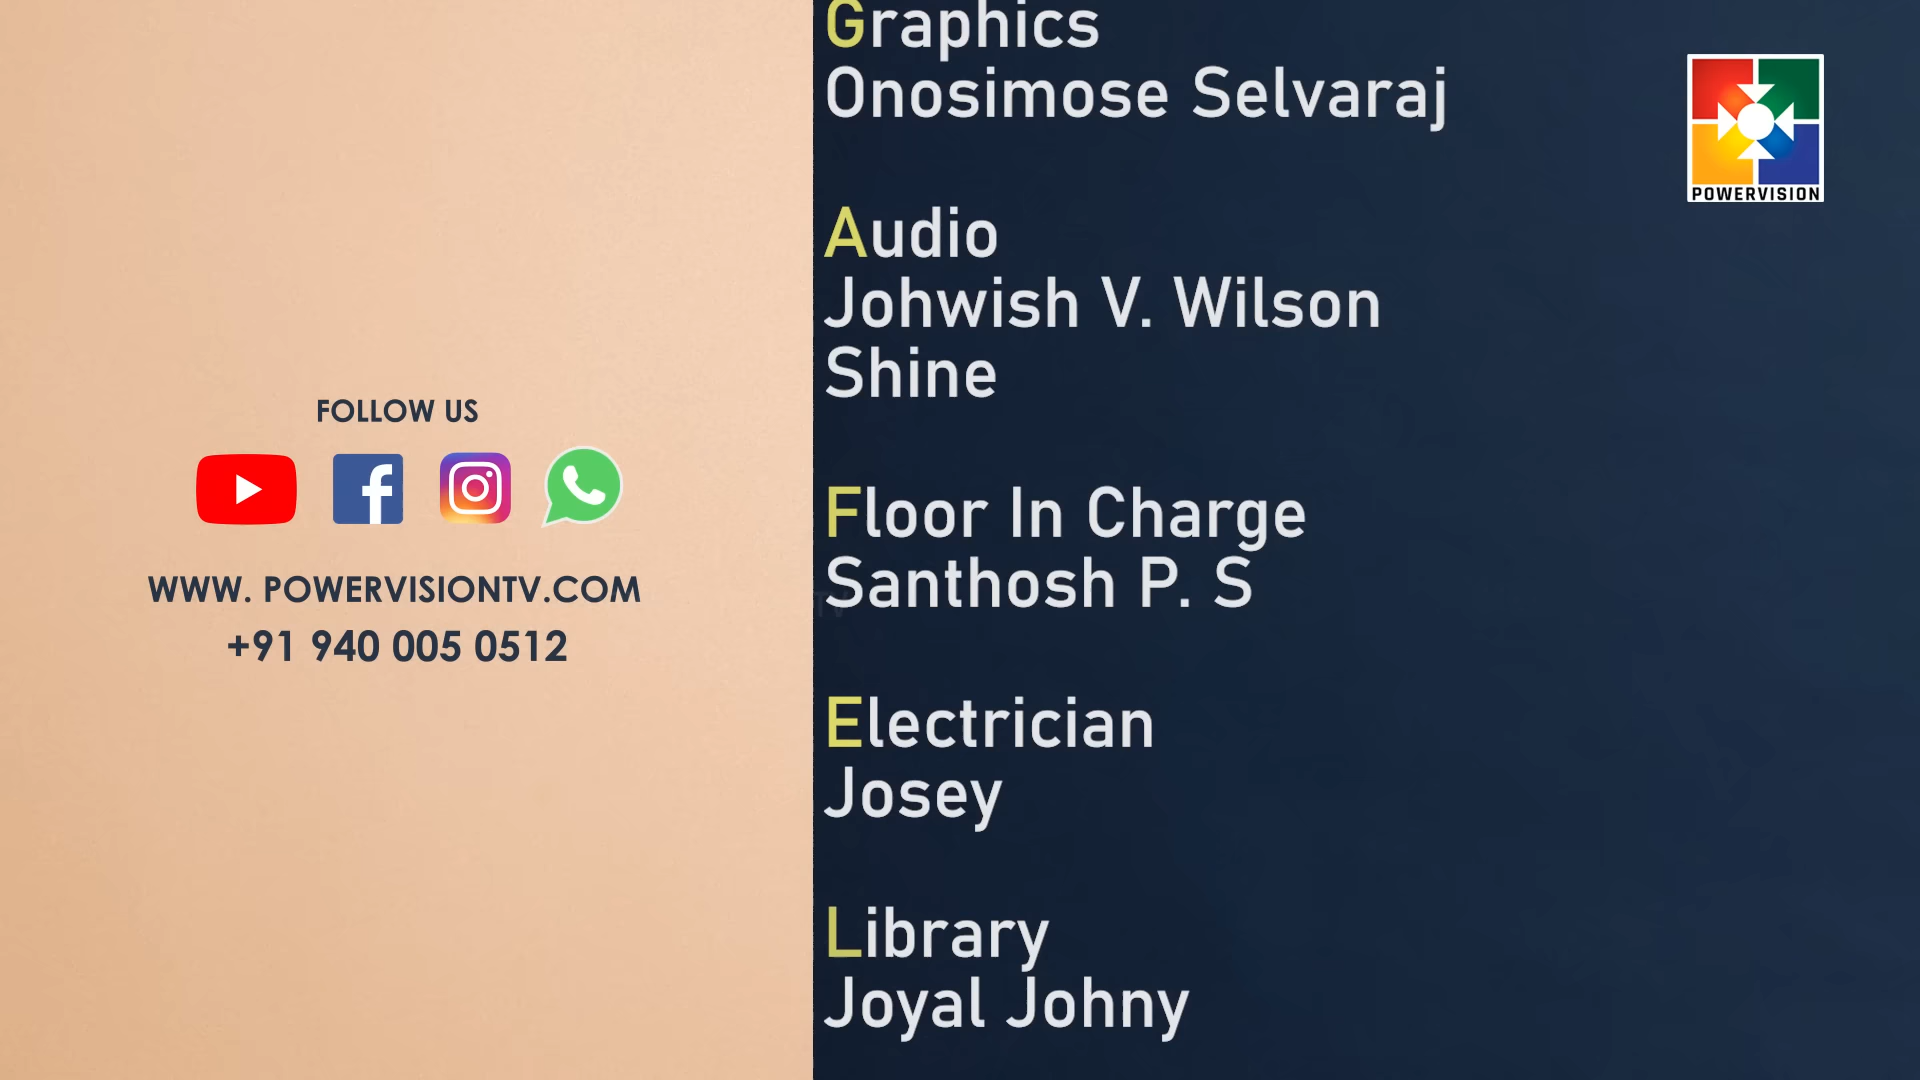 FOLLOW US
WWW. POWERVISIONTV.COM
+91 940 005 0512
Graphics
Onosimose Selvaraj
Audio
Johwish V. Wilson
Shine
Floor In Charge
Santhosh P. S
Electrician
Josey
Library
Joyal Johny
POWERVISION